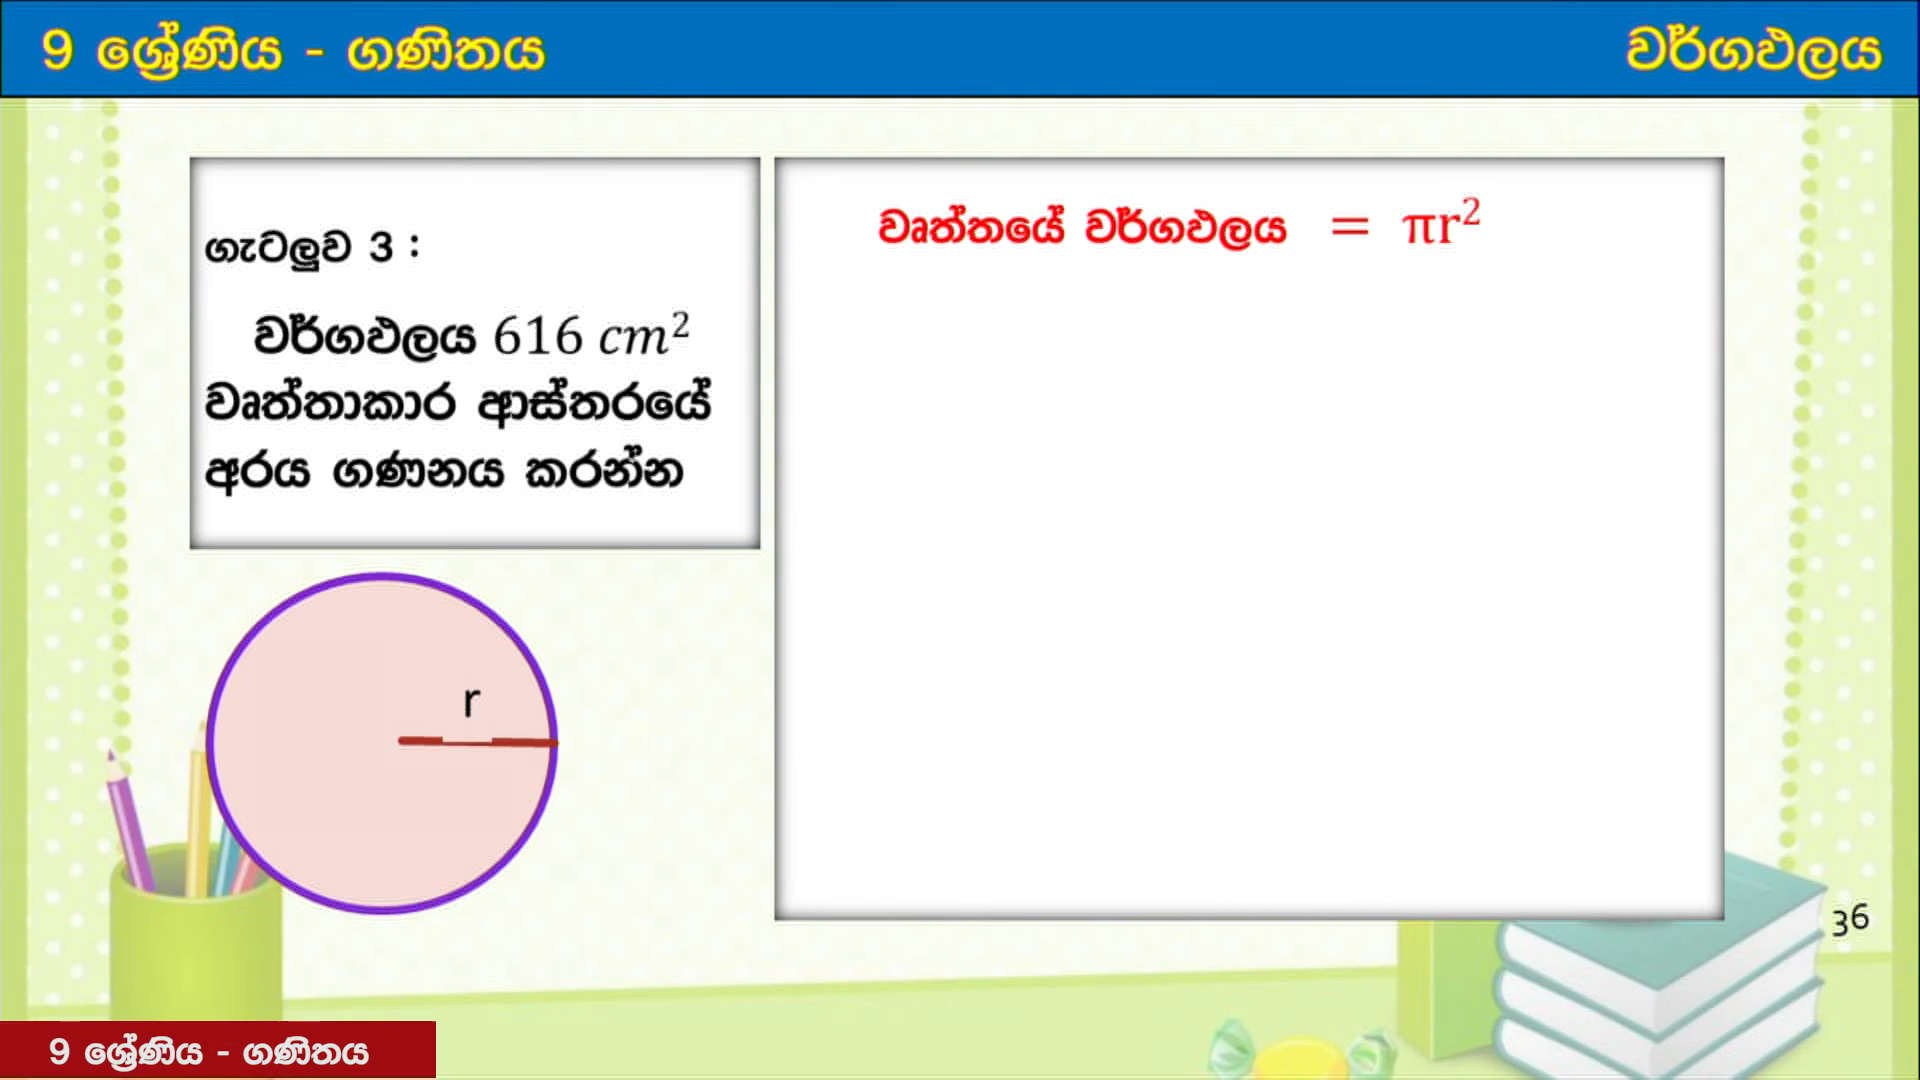 9 ශ්‍රේණිය - ගණිතය
වර්ගඵලය
ගැටලුව 3 :
වර්ගඵලය 616 cm²
වෘත්තාකාර ආස්තරයේ
අරය ගණනය කරන්න
වෘත්තයේ වර්ගඵලය = πr²
r
36
9 ශ්‍රේණිය - ගණිතය